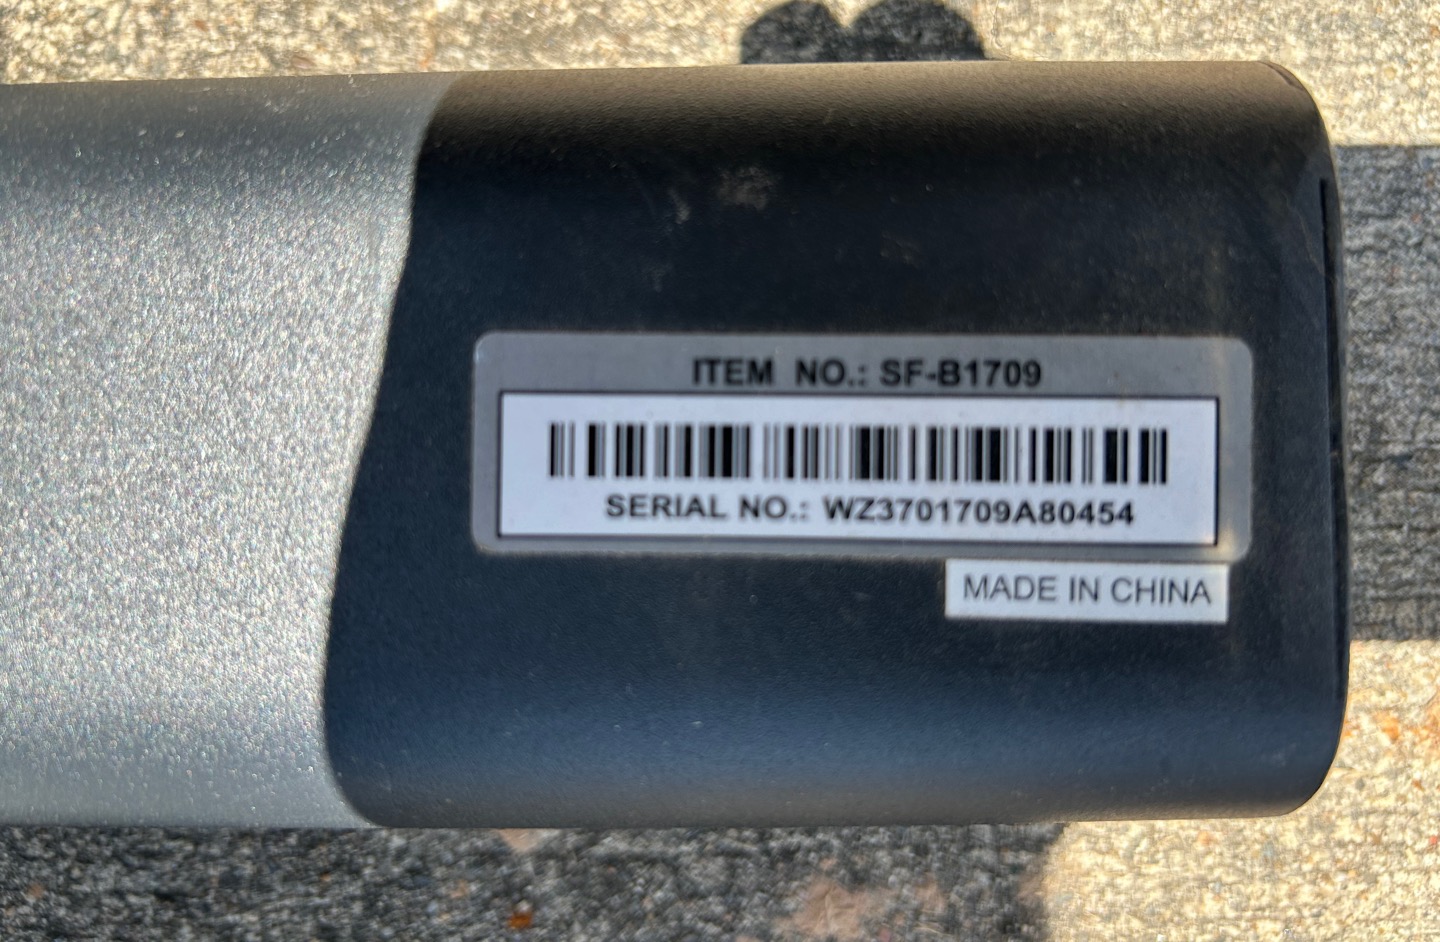 ITEM NO.: SF-B1709
SERIAL NO.: WZ3701709A80454
MADE IN CHINA